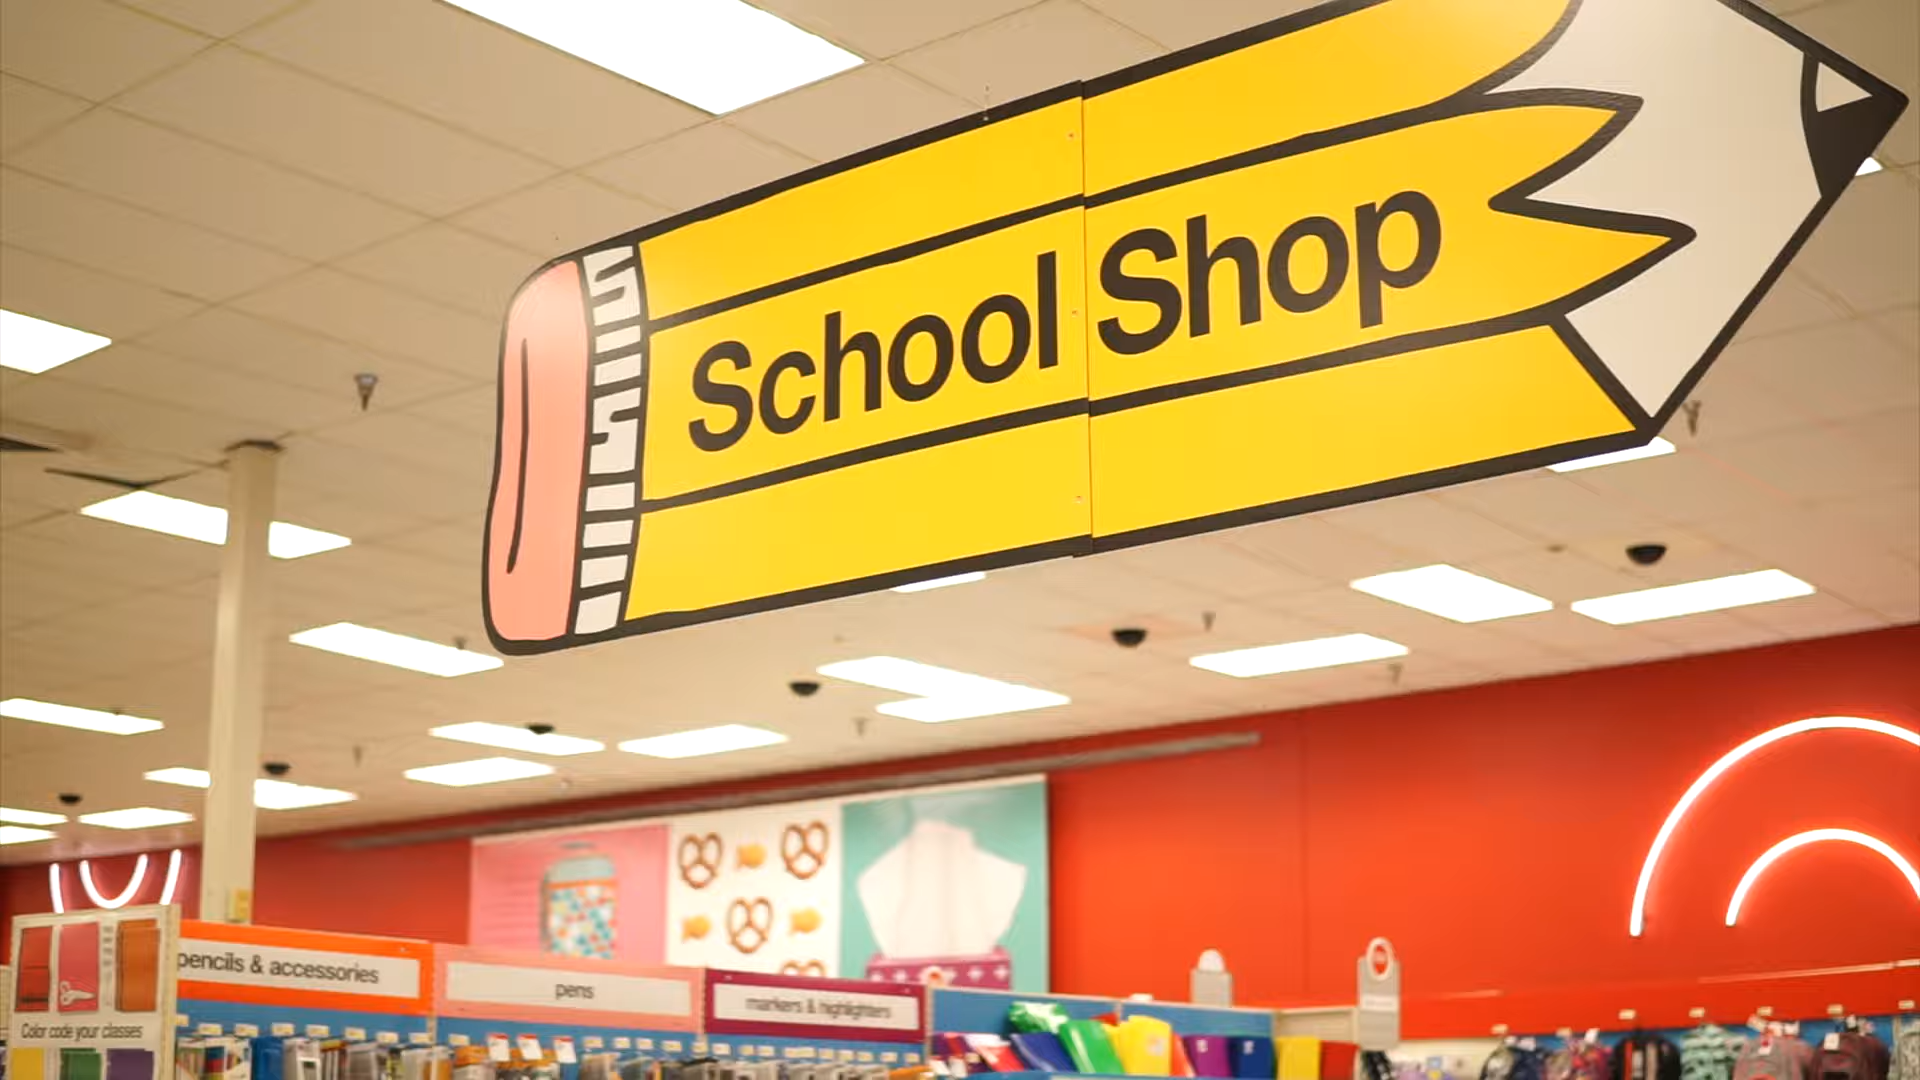 School Shop
pencils & accessories
pens
markers & highlighters
Color code your classes